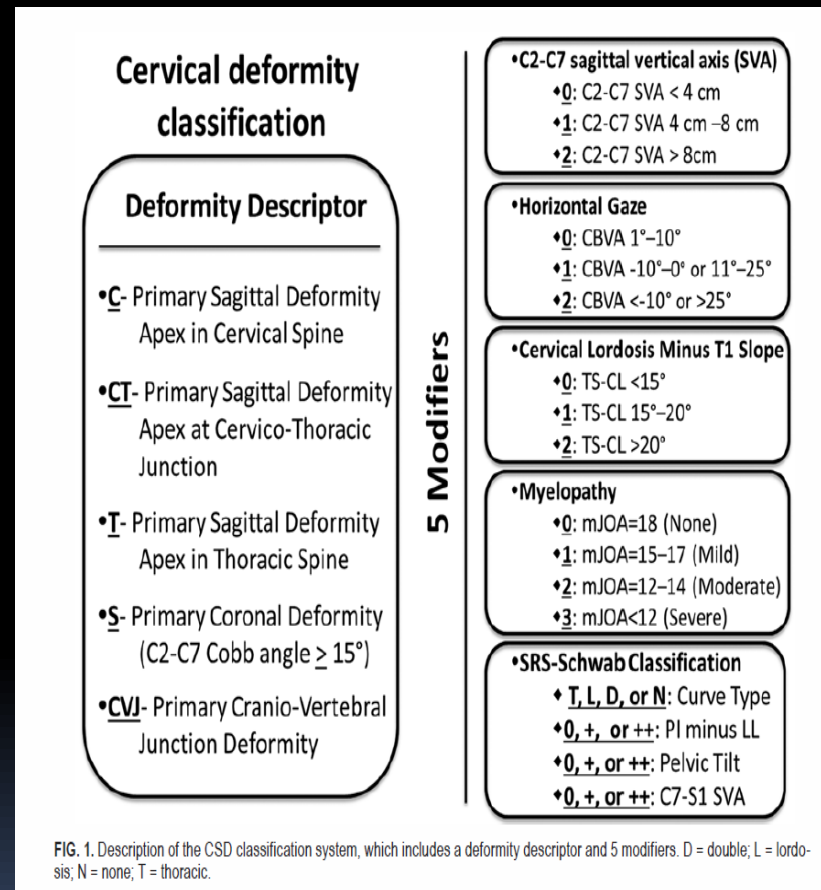 Cervical deformity
classification
Deformity Descriptor
•C- Primary Sagittal Deformity
Apex in Cervical Spine
•CT- Primary Sagittal Deformity
Apex at Cervico-Thoracic
Junction
•T- Primary Sagittal Deformity
Apex in Thoracic Spine
•S- Primary Coronal Deformity
(C2-C7 Cobb angle ≥ 15°)
•CVJ- Primary Cranio-Vertebral
Junction Deformity
5 Modifiers
•C2-C7 sagittal vertical axis (SVA)
♦0: C2-C7 SVA < 4 cm
♦1: C2-C7 SVA 4 cm –8 cm
♦2: C2-C7 SVA > 8cm
•Horizontal Gaze
♦0: CBVA 1°–10°
♦1: CBVA -10°–0° or 11°–25°
♦2: CBVA <-10° or >25°
•Cervical Lordosis Minus T1 Slope
♦0: TS-CL <15°
♦1: TS-CL 15°–20°
♦2: TS-CL >20°
•Myelopathy
♦0: mJOA=18 (None)
♦1: mJOA=15–17 (Mild)
♦2: mJOA=12–14 (Moderate)
♦3: mJOA<12 (Severe)
•SRS-Schwab Classification
♦ T, L, D, or N: Curve Type
♦0, +, or ++: PI minus LL
♦0, +, or ++: Pelvic Tilt
♦0, +, or ++: C7-S1 SVA
FIG. 1. Description of the CSD classification system, which includes a deformity descriptor and 5 modifiers. D = double; L = lordo-
sis; N = none; T = thoracic.